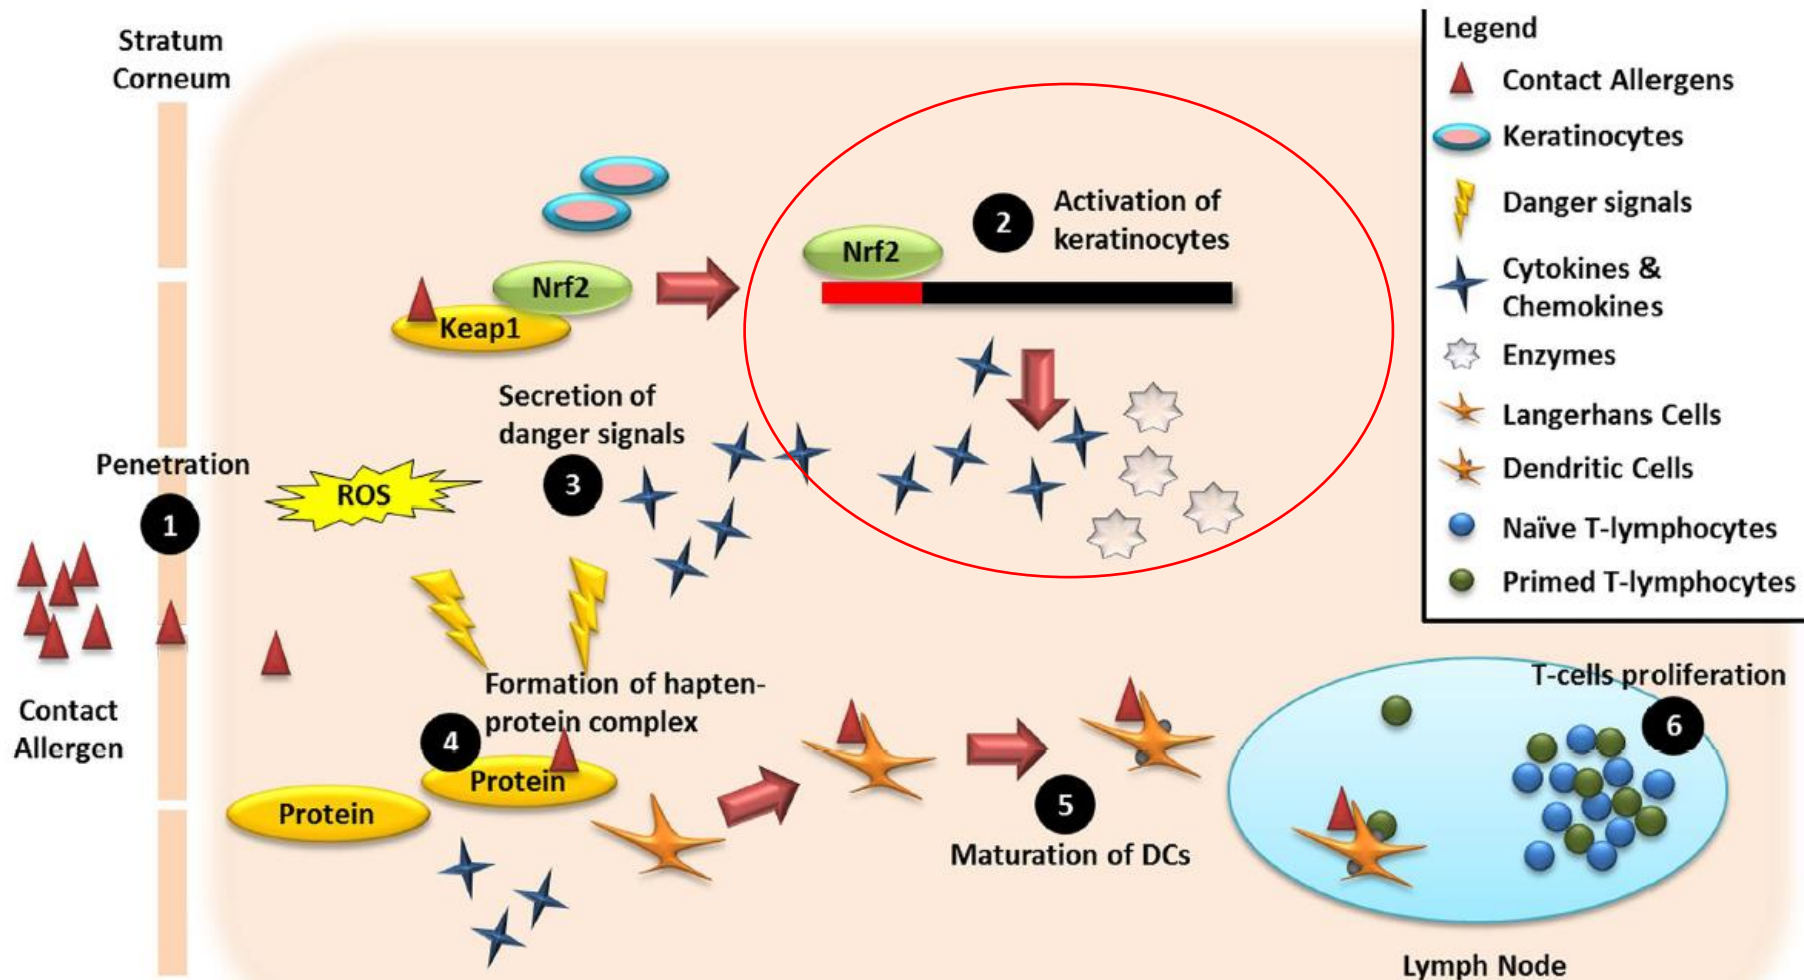 Stratum
Corneum
Nrf2
Keap1
Nrf2
2
Activation of
keratinocytes
Secretion of
danger signals
3
Penetration
1
ROS
Contact
Allergen
Formation of hapten-
protein complex
4
Protein
Protein
5
Maturation of DCs
T-cells proliferation
6
Lymph Node
Legend
Contact Allergens
Keratinocytes
Danger signals
Cytokines &
Chemokines
Enzymes
Langerhans Cells
Dendritic Cells
Naïve T-lymphocytes
Primed T-lymphocytes